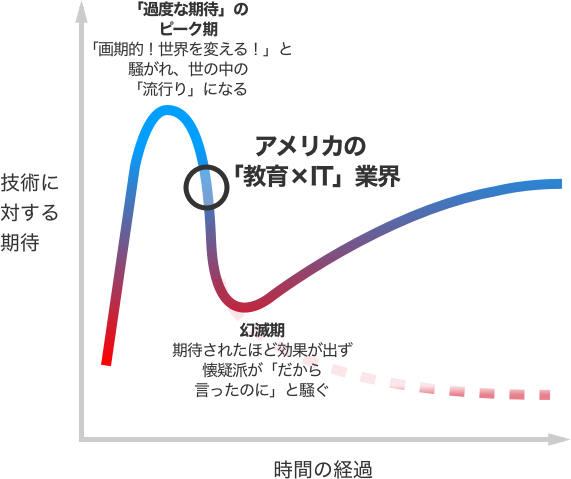 「過度な期待」の
ピーク期
「画期的！世界を変える！」と
騒がれ、世の中の
「流行り」になる
アメリカの
「教育×IT」業界
技術に
対する
期待
幻滅期
期待されたほど効果が出ず
懐疑派が「だから
言ったのに」と騒ぐ
時間の経過